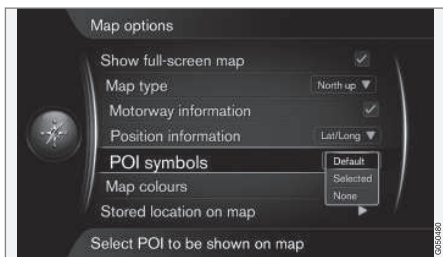 Map options
Show full-screen map
Map type North up
Motorway information
Position information Lat/Long
POI symbols Default
Selected
Map colours
None
Stored location on map
Select POI to be shown on map
G050480